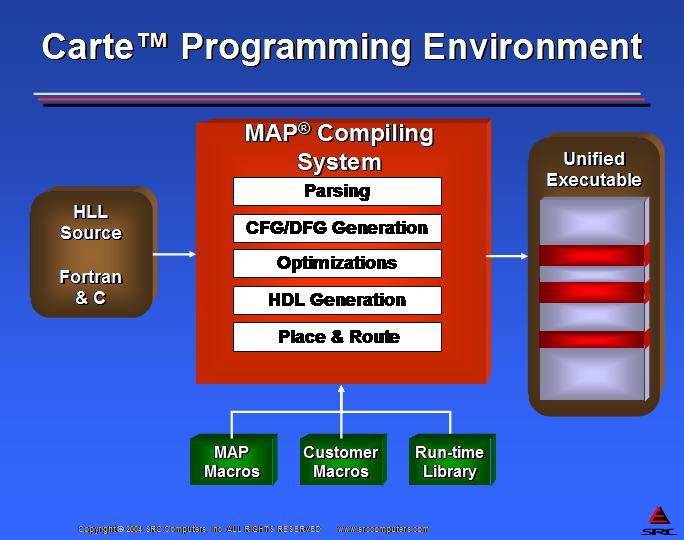 Carte™ Programming Environment
MAP® Compiling
System
Parsing
CFG/DFG Generation
Optimizations
HDL Generation
Place & Route
HLL
Source
Fortran
& C
Unified
Executable
MAP
Macros
Customer
Macros
Run-time
Library
Copyright © 2004 SRC Computers, Inc. ALL RIGHTS RESERVED www.srccomputers.com
SRC